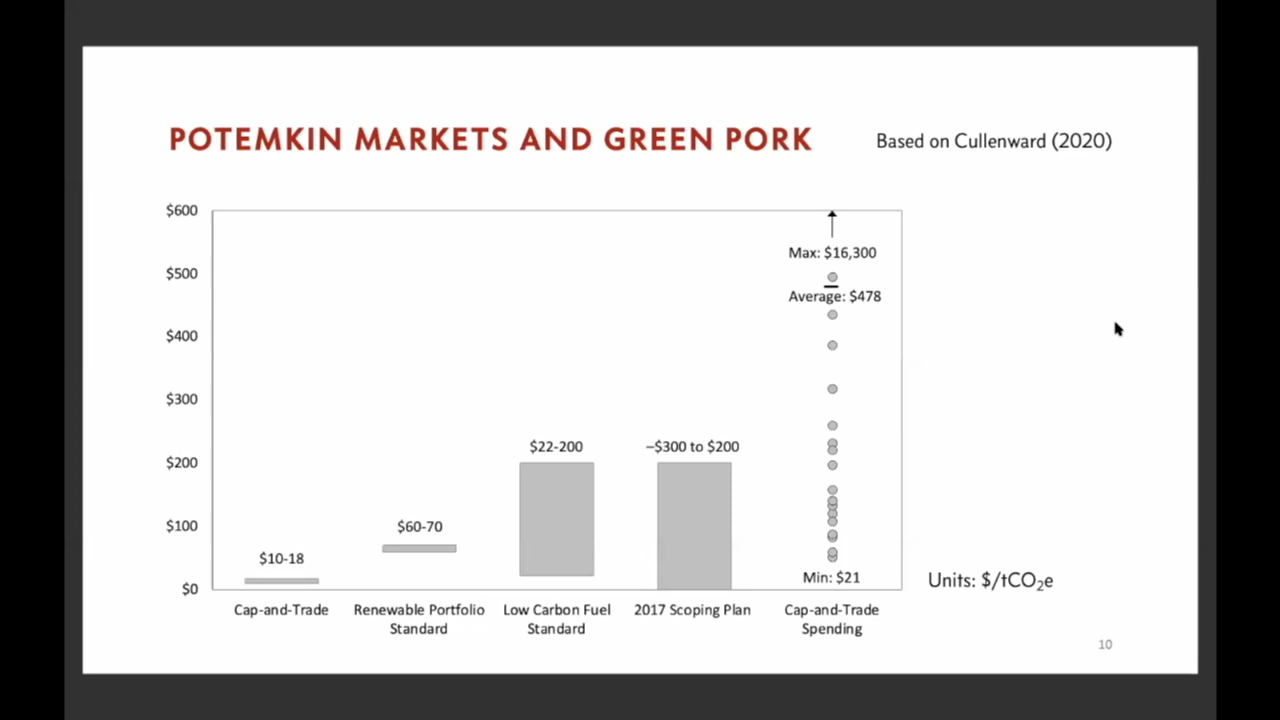 POTEMKIN MARKETS AND GREEN PORK
Based on Cullenward (2020)
$600
$500
$400
$300
$200
$100
$0
$10-18
$60-70
$22-200
–$300 to $200
Max: $16,300
Average: $478
Min: $21
Cap-and-Trade
Renewable Portfolio
Standard
Low Carbon Fuel
Standard
2017 Scoping Plan
Cap-and-Trade
Spending
Units: $/tCO₂e
10